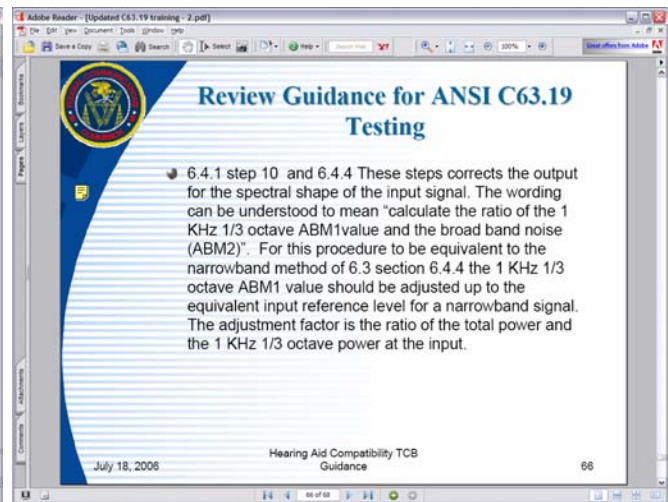 Adobe Reader - [Updated C63.19 training - 2.pdf]
File Edit View Document Tools Window Help
Save a Copy Search Select Help 100%
Bookmarks
Layers
Pages
Attachments
Comments
Review Guidance for ANSI C63.19
Testing
6.4.1 step 10 and 6.4.4 These steps corrects the output
for the spectral shape of the input signal. The wording
can be understood to mean “calculate the ratio of the 1
KHz 1/3 octave ABM1value and the broad band noise
(ABM2)”. For this procedure to be equivalent to the
narrowband method of 6.3 section 6.4.4 the 1 KHz 1/3
octave ABM1 value should be adjusted up to the
equivalent input reference level for a narrowband signal.
The adjustment factor is the ratio of the total power and
the 1 KHz 1/3 octave power at the input.
July 18, 2006
Hearing Aid Compatibility TCB
Guidance
66
66 of 68